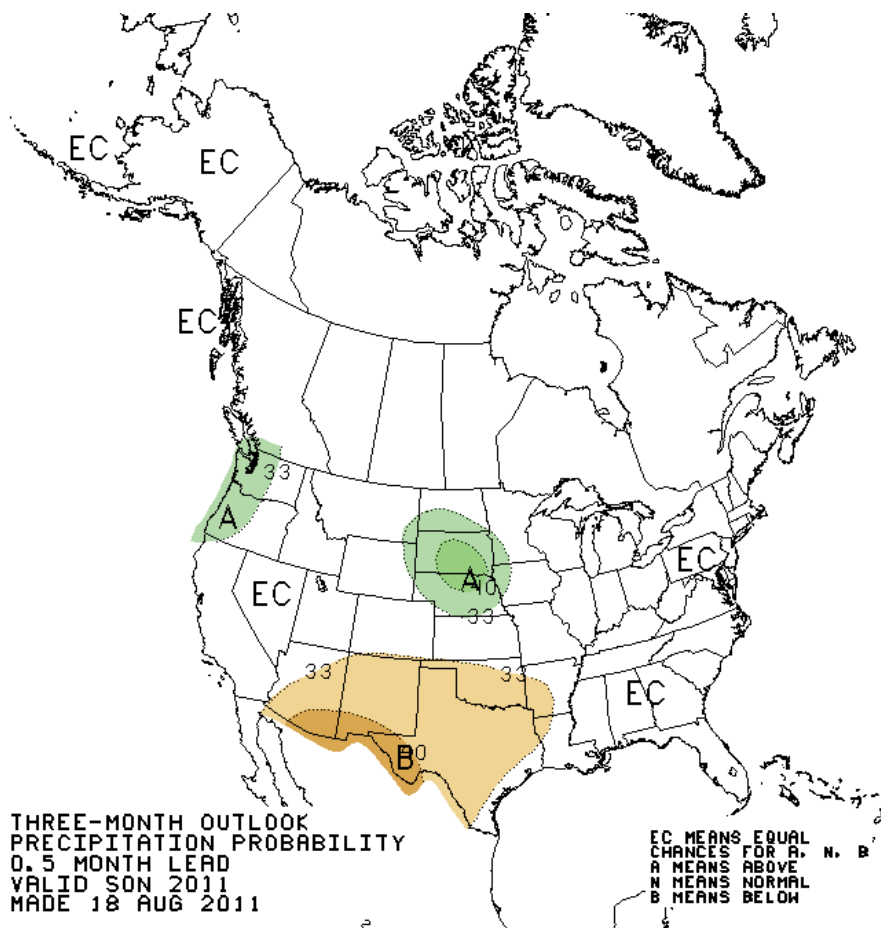 EC
EC
EC
33
A
EC
A
40
33
EC
33
33
EC
B
40
THREE-MONTH OUTLOOK
PRECIPITATION PROBABILITY
0.5 MONTH LEAD
VALID SON 2011
MADE 18 AUG 2011
EC MEANS EQUAL
CHANCES FOR A, N, B
A MEANS ABOVE
N MEANS NORMAL
B MEANS BELOW